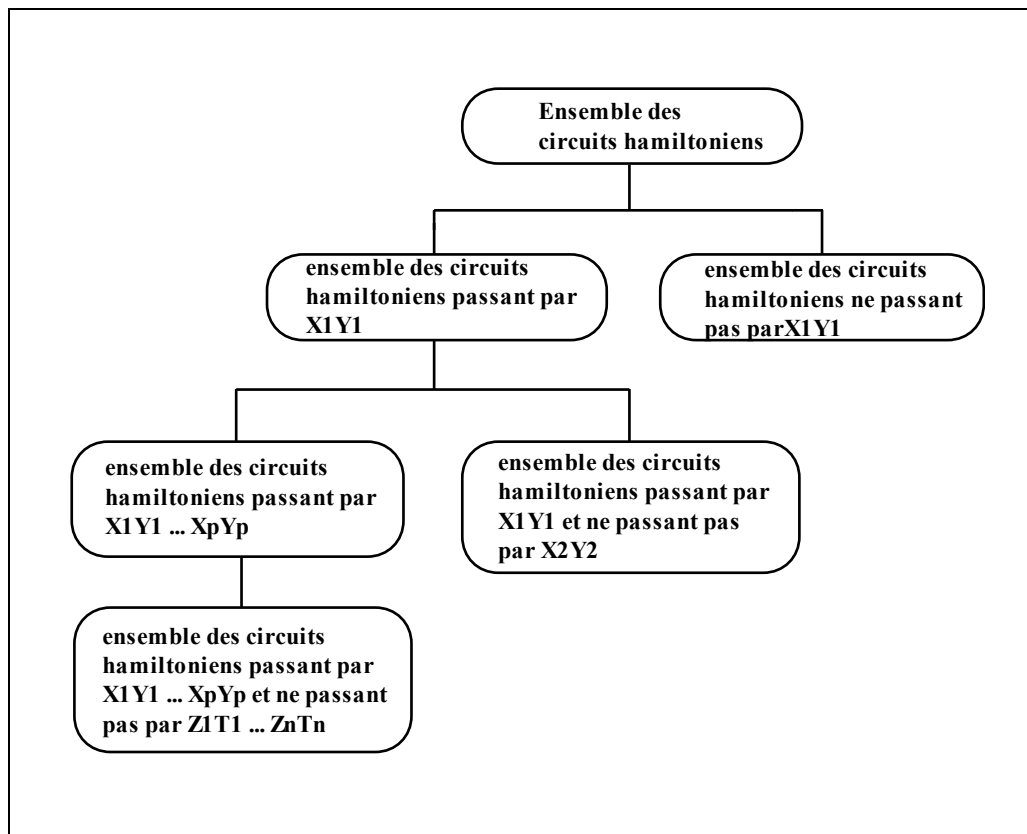 Ensemble des
circuits hamiltoniens
ensemble des circuits
hamiltoniens passant par
X1Y1
ensemble des circuits
hamiltoniens ne passant
pas parX1Y1
ensemble des circuits
hamiltoniens passant par
X1Y1 ... XpYp
ensemble des circuits
hamiltoniens passant par
X1Y1 et ne passant pas
par X2Y2
ensemble des circuits
hamiltoniens passant par
X1Y1 ... XpYp et ne passant
pas par Z1T1 ... ZnTn